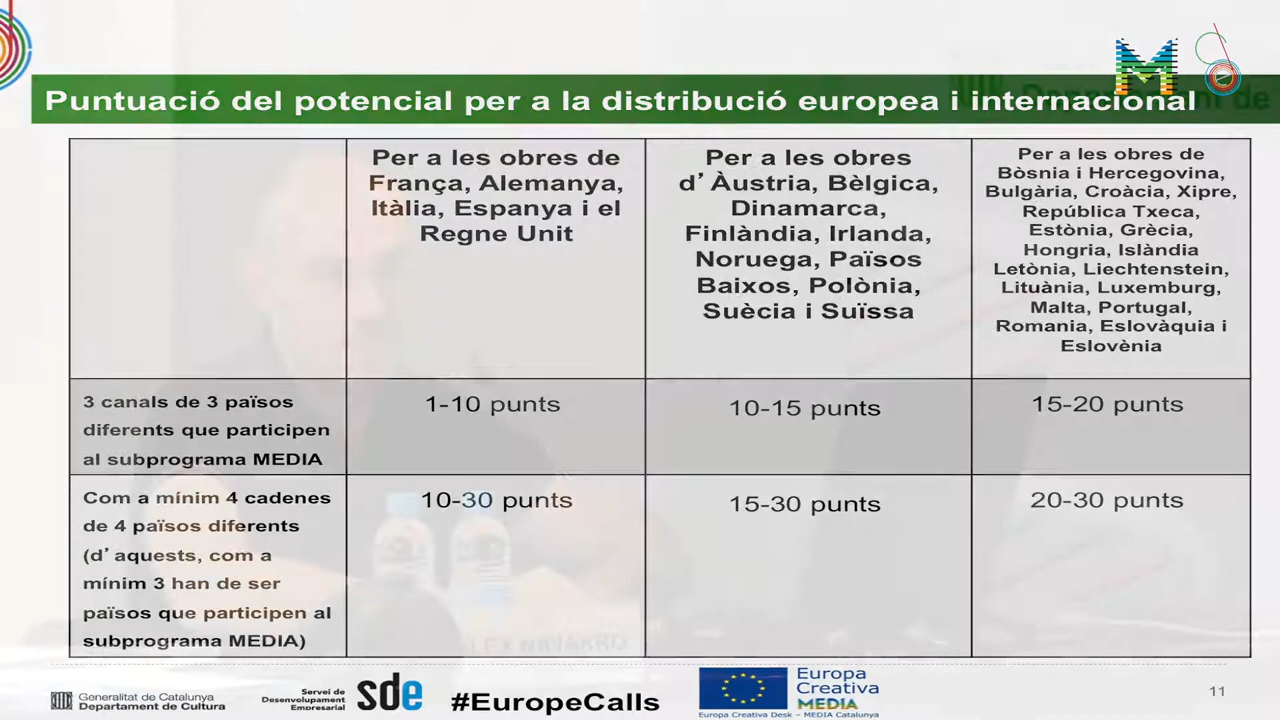 Puntuació del potencial per a la distribució europea i internacional
Per a les obres de
França, Alemanya,
Itàlia, Espanya i el
Regne Unit
Per a les obres
d’Àustria, Bèlgica,
Dinamarca,
Finlàndia, Irlanda,
Noruega, Països
Baixos, Polònia,
Suècia i Suïssa
Per a les obres de
Bòsnia i Hercegovina,
Bulgària, Croàcia, Xipre,
República Txeca,
Estònia, Grècia,
Hongria, Islàndia
Letònia, Liechtenstein,
Lituània, Luxemburg,
Malta, Portugal,
Romania, Eslovàquia i
Eslovènia
3 canals de 3 països
diferents que participen
al subprograma MEDIA
1-10 punts
10-15 punts
15-20 punts
Com a mínim 4 cadenes
de 4 països diferents
(d’aquests, com a
mínim 3 han de ser
països que participen al
subprograma MEDIA)
10-30 punts
15-30 punts
20-30 punts
Generalitat de Catalunya
Departament de Cultura
Servei de
Desenvolupament
Empresarial
sde
#EuropeCalls
Europa
Creativa
MEDIA
Europa Creative Desk – MEDIA Catalunya
11